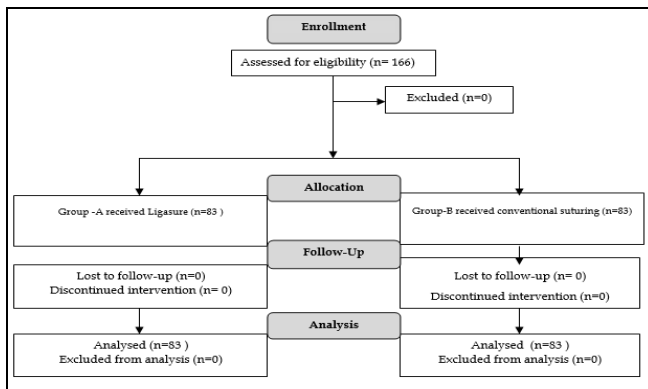 Enrollment
Assessed for eligibility (n= 166)
Excluded (n=0)
Allocation
Group -A received Ligasure (n=83 )
Group-B received conventional suturing (n=83)
Follow-Up
Lost to follow-up (n=0)
Discontinued intervention (n= 0)
Lost to follow-up (n= 0)
Discontinued intervention (n=0)
Analysis
Analysed (n=83 )
Excluded from analysis (n=0)
Analysed (n=83 )
Excluded from analysis (n=0)